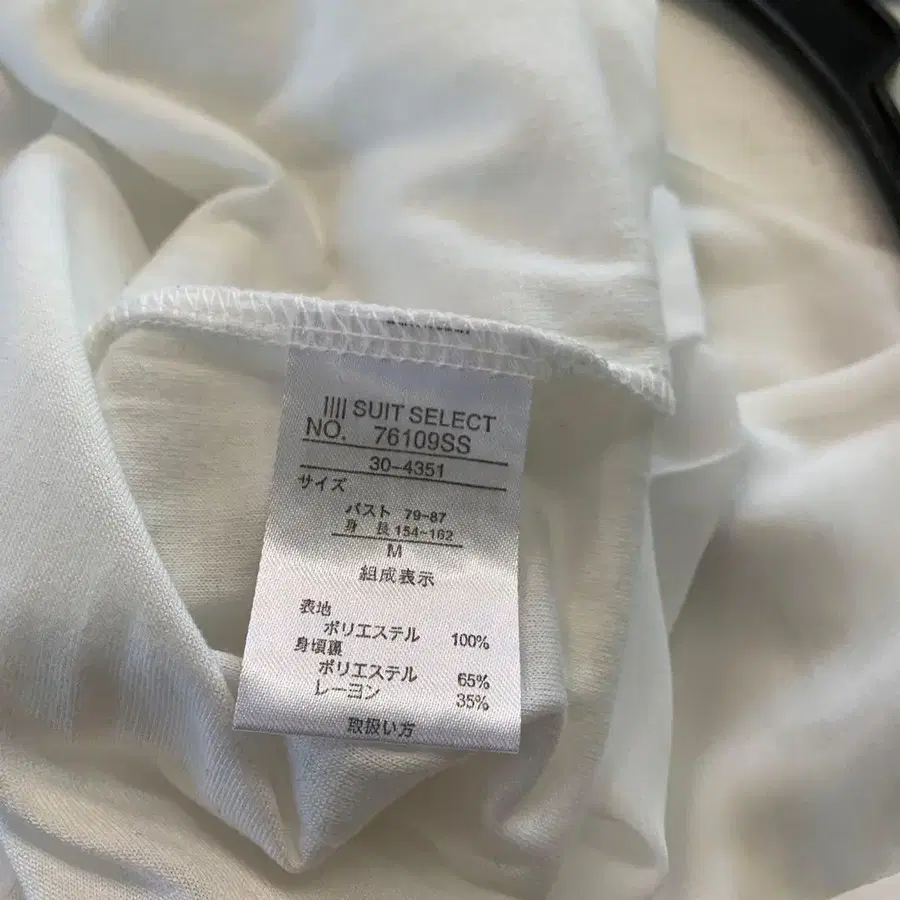 SUIT SELECT
NO. 76109SS
30-4351
サイズ
バスト 79-87
身 長 154~162
M
組成表示
表地
ポリエステル 100%
身頃裏
ポリエステル 65%
レーヨン 35%
取扱い方